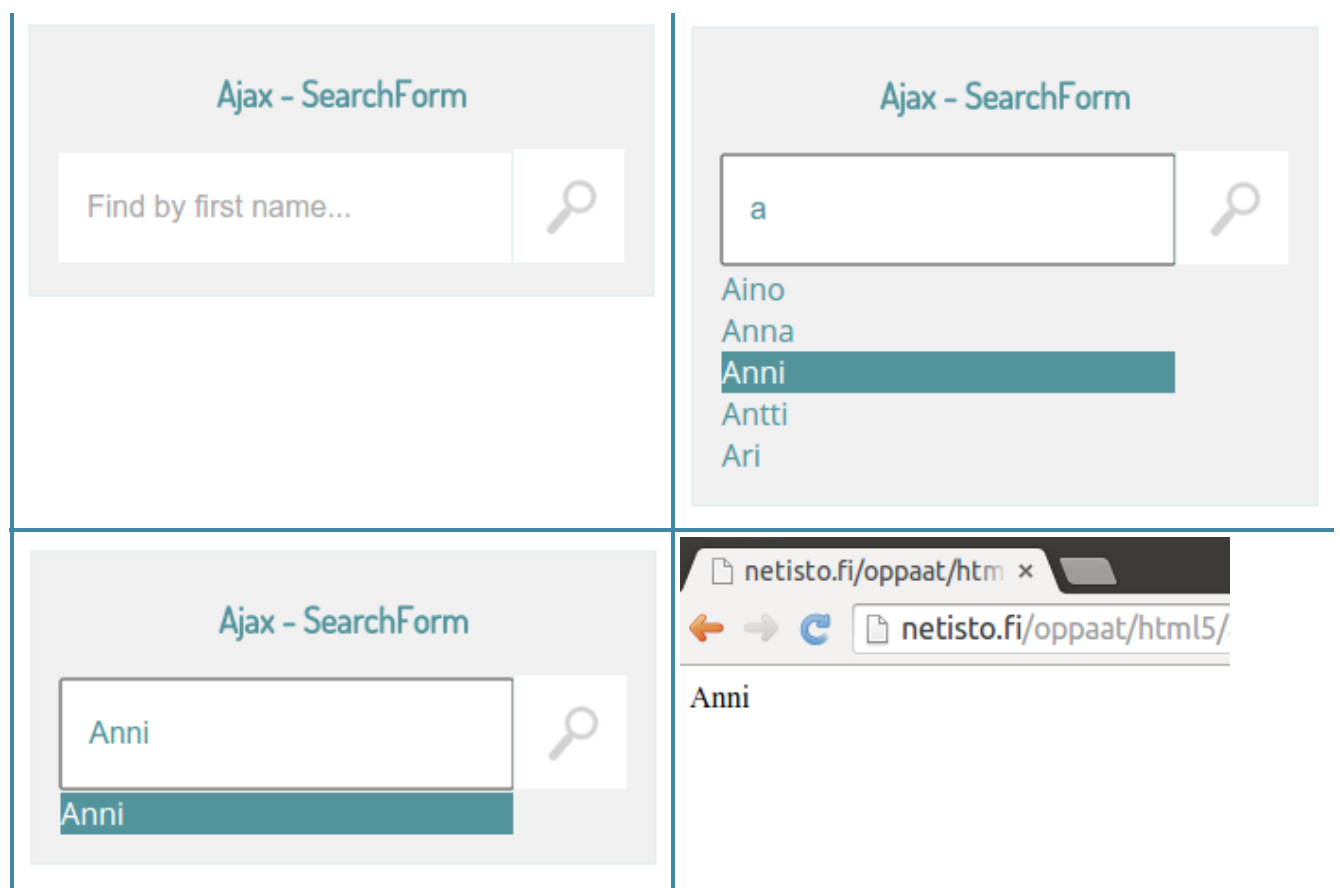 Ajax - SearchForm
Find by first name...
Ajax - SearchForm
a
Aino
Anna
Anni
Antti
Ari
Ajax - SearchForm
Anni
Anni
netisto.fi/oppaat/htm
netisto.fi/oppaat/html5/
Anni